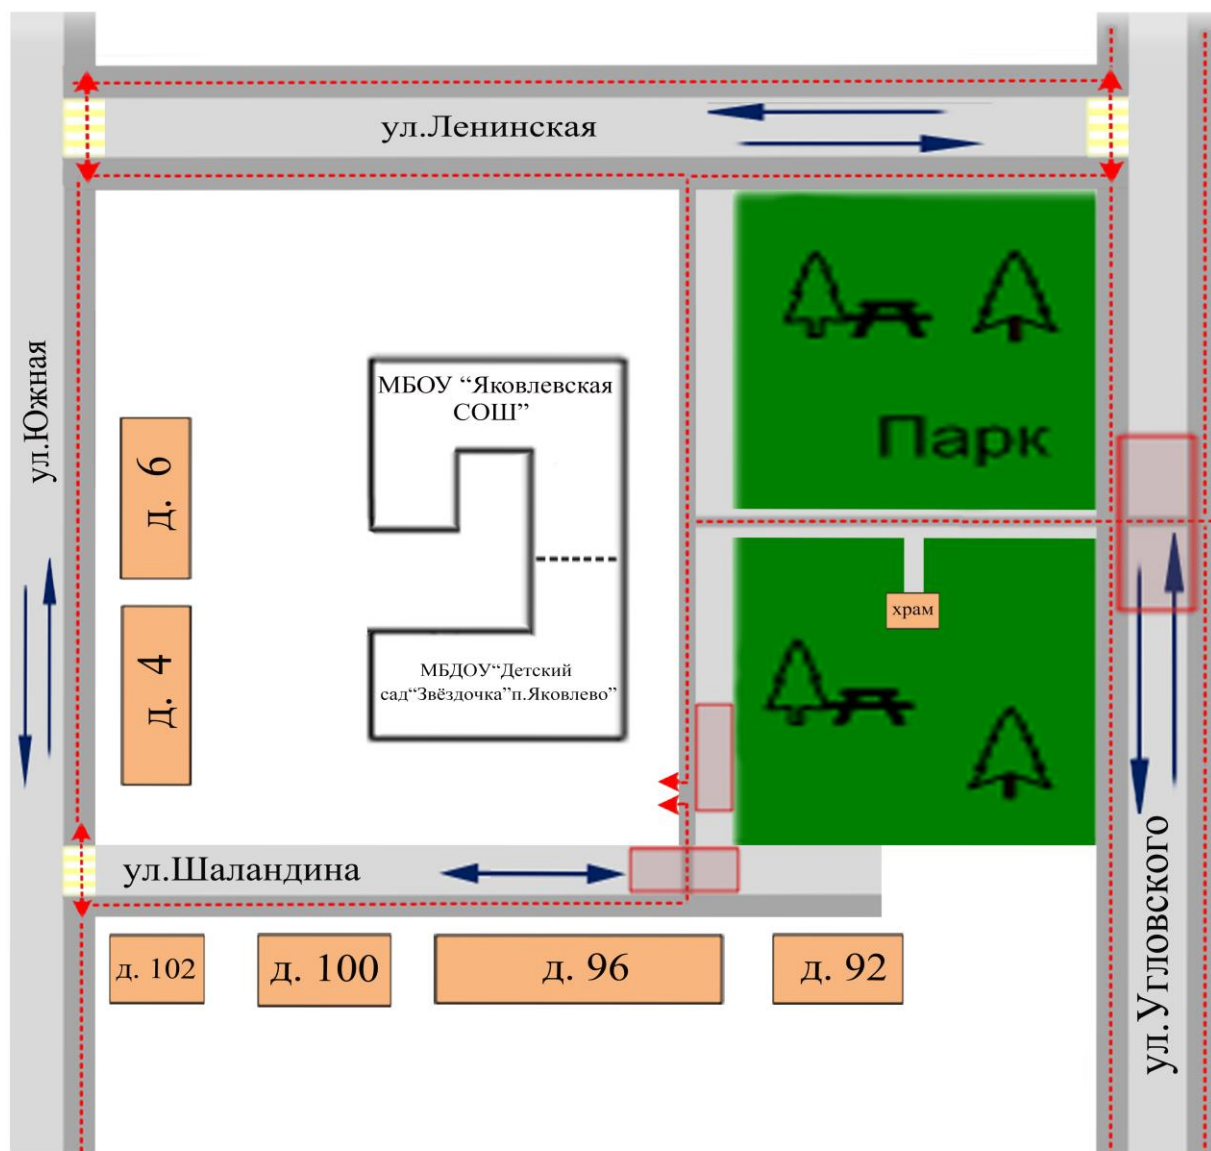 ул.Ленинская
ул.Южная
МБОУ “Яковлевская
СОШ”
Парк
д. 6
храм
д. 4
МБДОУ“Детский
сад“Звёздочка”п.Яковлево”
ул.Шаландина
ул.Угловского
д. 102
д. 100
д. 96
д. 92